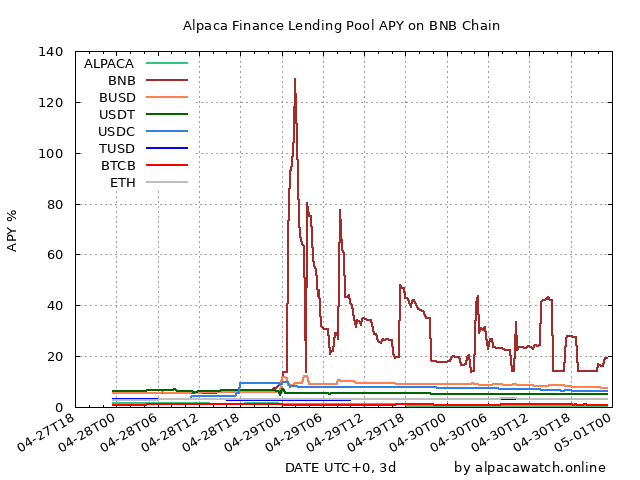 Alpaca Finance Lending Pool APY on BNB Chain
APY %
140
120
100
80
60
40
20
0
ALPACA
BNB
BUSD
USDT
USDC
TUSD
BTCB
ETH
04-27T18
04-28T00
04-28T06
04-28T12
04-28T18
04-29T00
04-29T06
04-29T12
04-29T18
04-30T00
04-30T06
04-30T12
04-30T18
05-01T00
DATE UTC+0, 3d
by alpacawatch.online